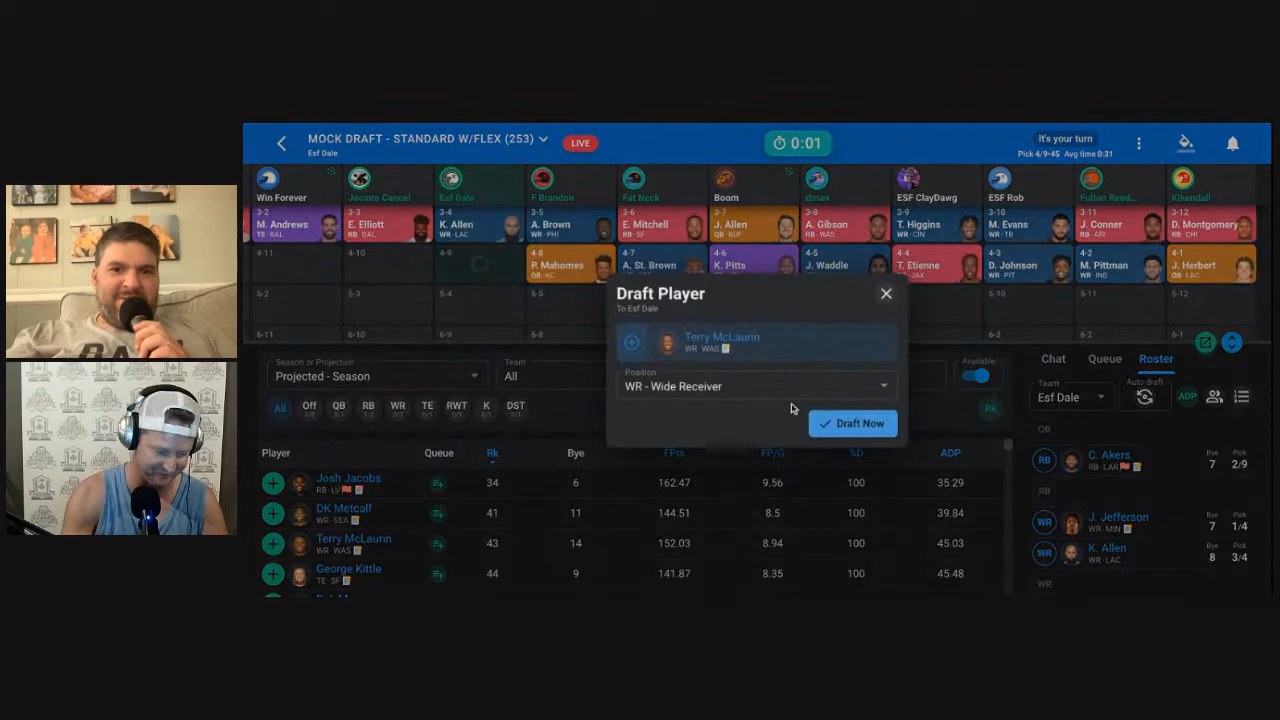 MOCK DRAFT - STANDARD W/FLEX (253)
Esf Dale
LIVE
0:01
It's your turn
Pick 4/9•45 Avg time 0:31
Win Forever
Jacinto Cancel
Esf Dale
F Brandon
Fat Neck
Boom
dman
ESF ClayDawg
ESF Rob
Fulton Reed...
Kikendall
3-2 3-3 3-4 3-5 3-6 3-7 3-8 3-9 3-10 3-11 3-12
M. Andrews E. Elliott K. Allen A. Brown E. Mitchell J. Allen A. Gibson T. Higgins M. Evans J. Conner D. Montgomery
TE•BAL RB•DAL WR•LAC WR•PHI RB•SF QB•BUF RB•WAS WR•CIN WR•TB RB•ARI RB•CHI
4-11 4-10 4-9 4-8 4-7 4-6 4-5 4-4 4-3 4-2 4-1
P. Mahomes A. St. Brown K. Pitts J. Waddle T. Etienne D. Johnson M. Pittman J. Herbert
QB•KC JAX WR•PIT WR•IND QB•LAC
5-2 5-3 5-4 5-5 5-10 5-11 5-12
6-11 6-10 6-9 6-8 6-3 6-2 6-1
Draft Player
To Esf Dale
Terry McLaurin
WR•WAS
Position
WR - Wide Receiver
Draft Now
Season or Projection
Projected - Season
Team
All
Available
All
Off
QB
RB
WR
TE
RWT
K
DST
RK
Player Queue Rk Bye FPts FP/G %D ADP
Josh Jacobs 34 6 162.47 9.56 100 35.29
RB•LV
DK Metcalf 41 11 144.51 8.5 100 39.84
WR•SEA
Terry McLaurin 43 14 152.03 8.94 100 45.03
WR•WAS
George Kittle 44 9 141.87 8.35 100 45.48
TE•SF
Chat Queue Roster
Team
Esf Dale
Auto-draft
ADP
QB
Bye Pick
RB C. Akers 7 2/9
RB•LAR
RB
Bye Pick
WR J. Jefferson 7 1/4
WR•MIN
Bye Pick
WR K. Allen 8 3/4
WR•LAC
WR